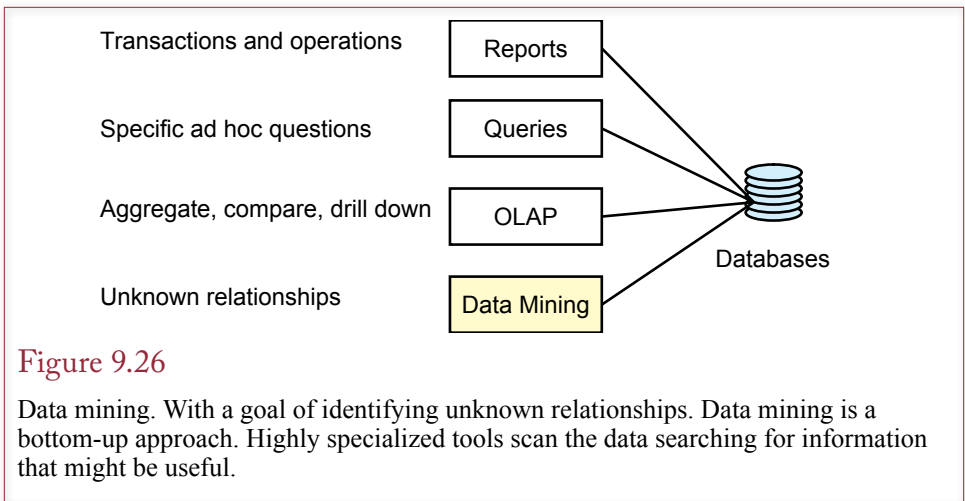 Transactions and operations
Reports
Specific ad hoc questions
Queries
Aggregate, compare, drill down
OLAP
Databases
Unknown relationships
Data Mining
Figure 9.26
Data mining. With a goal of identifying unknown relationships. Data mining is a
bottom-up approach. Highly specialized tools scan the data searching for information
that might be useful.